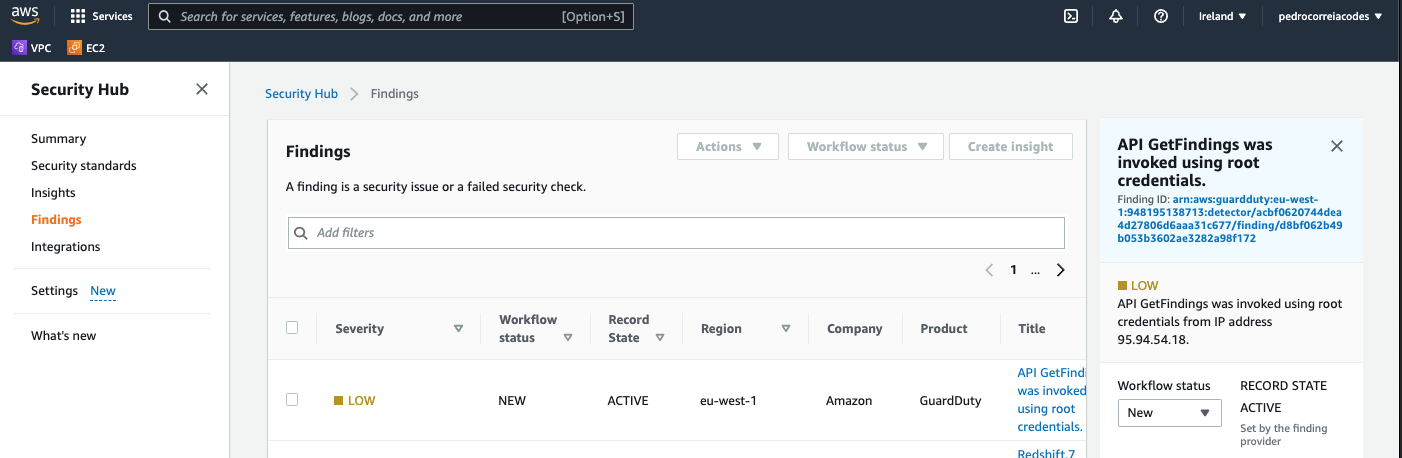 aws
Services
Search for services, features, blogs, docs, and more
[Option+S]
Ireland
pedrocorreiacodes
VPC
EC2
Security Hub
Summary
Security standards
Insights
Findings
Integrations
Settings New
What's new
Security Hub
Findings
Findings
Actions
Workflow status
Create insight
A finding is a security issue or a failed security check.
Add filters
1 ...
Severity
Workflow
status
Record
State
Region
Company
Product
Title
LOW
NEW
ACTIVE
eu-west-1
Amazon
GuardDuty
API GetFindi
was invoked
using root
credentials.
Redshift.7
API GetFindings was
invoked using root
credentials.
Finding ID: arn:aws:guardduty:eu-west-
1:948195138713:detector/acbf0620744dea
4d27806d6aaa31c677/finding/d8bf062b49
b053b3602ae3282a98f172
LOW
API GetFindings was invoked using root
credentials from IP address
95.94.54.18.
Workflow status
New
RECORD STATE
ACTIVE
Set by the finding
provider